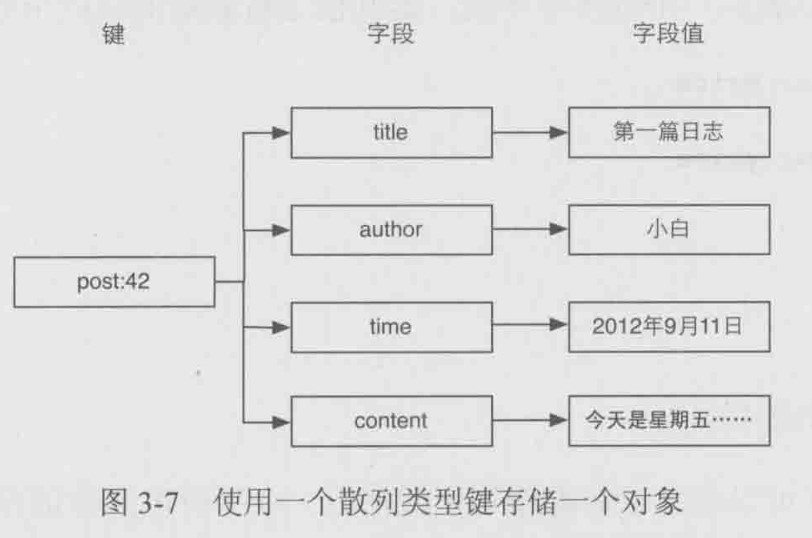 键 字段 字段值
title 第一篇日志
author 小白
post:42
time 2012年9月11日
content 今天是星期五……
图 3-7 使用一个散列类型键存储一个对象